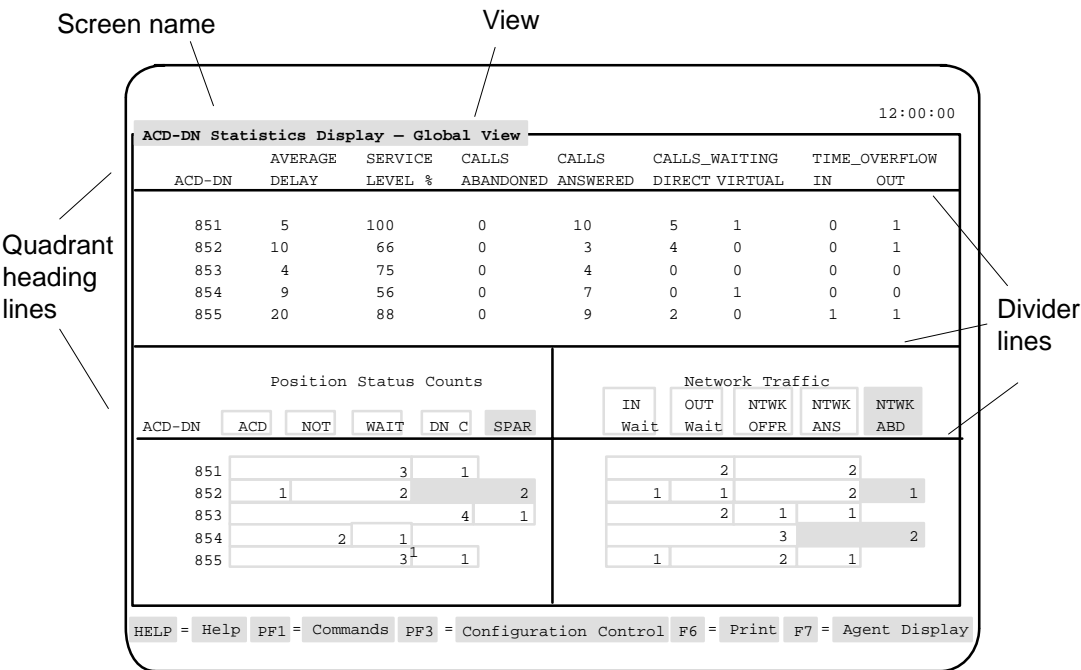 Screen name
View
12:00:00
ACD-DN Statistics Display – Global View
AVERAGE SERVICE CALLS CALLS CALLS_WAITING TIME_OVERFLOW
ACD-DN DELAY LEVEL % ABANDONED ANSWERED DIRECT VIRTUAL IN OUT
851 5 100 0 10 5 1 0 1
852 10 66 0 3 4 0 0 1
853 4 75 0 4 0 0 0 0
854 9 56 0 7 0 1 0 0
855 20 88 0 9 2 0 1 1
Quadrant
heading
lines
Divider
lines
Position Status Counts
ACD-DN ACD NOT WAIT DN C SPAR
851 3 1
852 1 2 2
853 4 1
854 2 1
855 3 1 1
Network Traffic
IN OUT NTWK NTWK NTWK
Wait Wait OFFR ANS ABD
2 2
1 1 2 1
2 1 1
3 2
1 2 1
HELP = Help PF1 = Commands PF3 = Configuration Control F6 = Print F7 = Agent Display